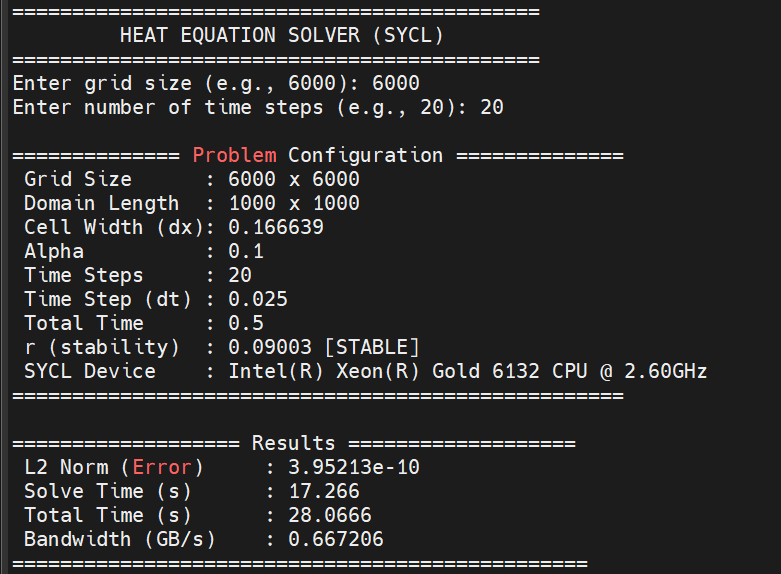 ============================================
HEAT EQUATION SOLVER (SYCL)
============================================
Enter grid size (e.g., 6000): 6000
Enter number of time steps (e.g., 20): 20
============== Problem Configuration ==============
Grid Size : 6000 x 6000
Domain Length : 1000 x 1000
Cell Width (dx): 0.166639
Alpha : 0.1
Time Steps : 20
Time Step (dt) : 0.025
Total Time : 0.5
r (stability) : 0.09003 [STABLE]
SYCL Device : Intel(R) Xeon(R) Gold 6132 CPU @ 2.60GHz
===================================================
=================== Results ===================
L2 Norm (Error) : 3.95213e-10
Solve Time (s) : 17.266
Total Time (s) : 28.0666
Bandwidth (GB/s) : 0.667206
================================================